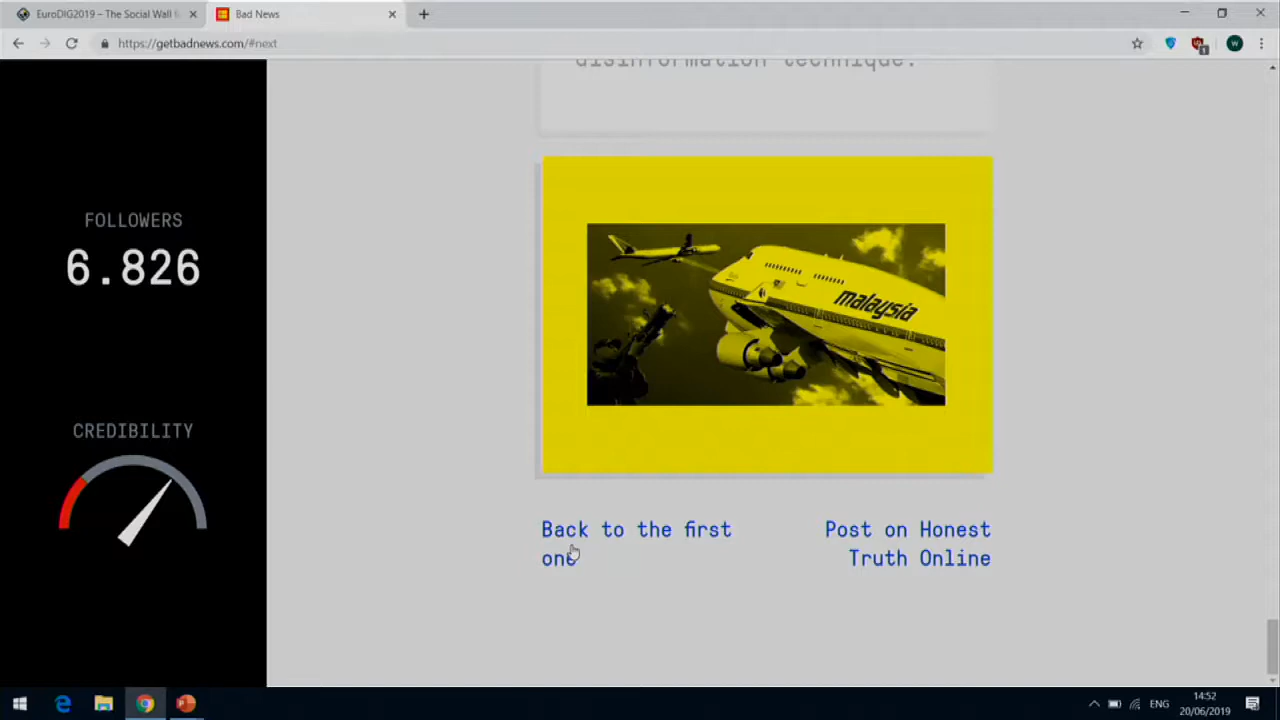 EuroDIG2019 – The Social Wall
Bad News
https://getbadnews.com/#next
disinformation technique.
FOLLOWERS
6.826
malaysia
CREDIBILITY
Back to the first
one
Post on Honest
Truth Online
ENG
14:52
20/06/2019